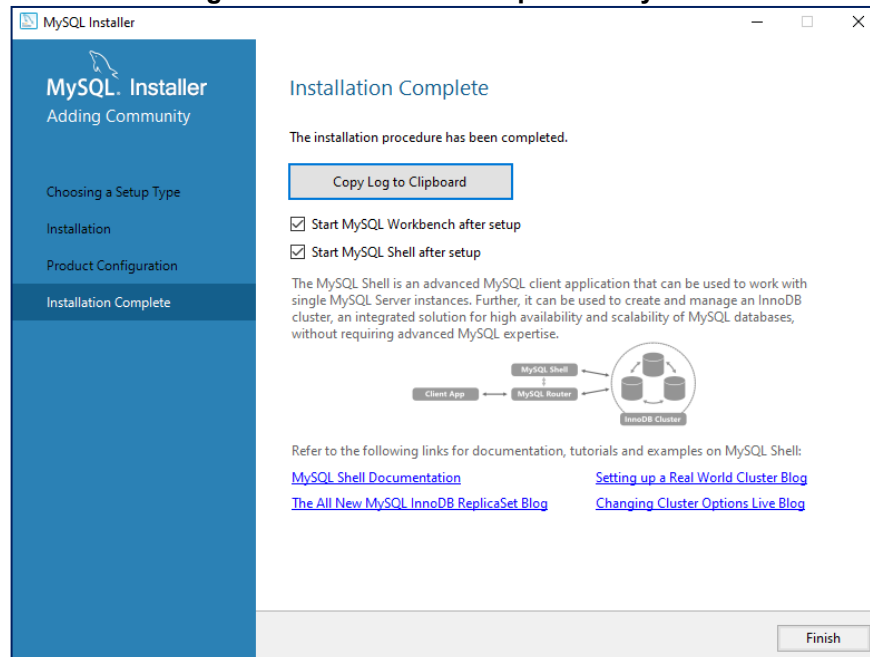 MySQL Installer
MySQL. Installer
Adding Community
Choosing a Setup Type
Installation
Product Configuration
Installation Complete
Installation Complete
The installation procedure has been completed.
Copy Log to Clipboard
Start MySQL Workbench after setup
Start MySQL Shell after setup
The MySQL Shell is an advanced MySQL client application that can be used to work with
single MySQL Server instances. Further, it can be used to create and manage an InnoDB
cluster, an integrated solution for high availability and scalability of MySQL databases,
without requiring advanced MySQL expertise.
MySQL Shell
Client App
MySQL Router
InnoDB Cluster
Refer to the following links for documentation, tutorials and examples on MySQL Shell:
MySQL Shell Documentation
Setting up a Real World Cluster Blog
The All New MySQL InnoDB ReplicaSet Blog
Changing Cluster Options Live Blog
Finish